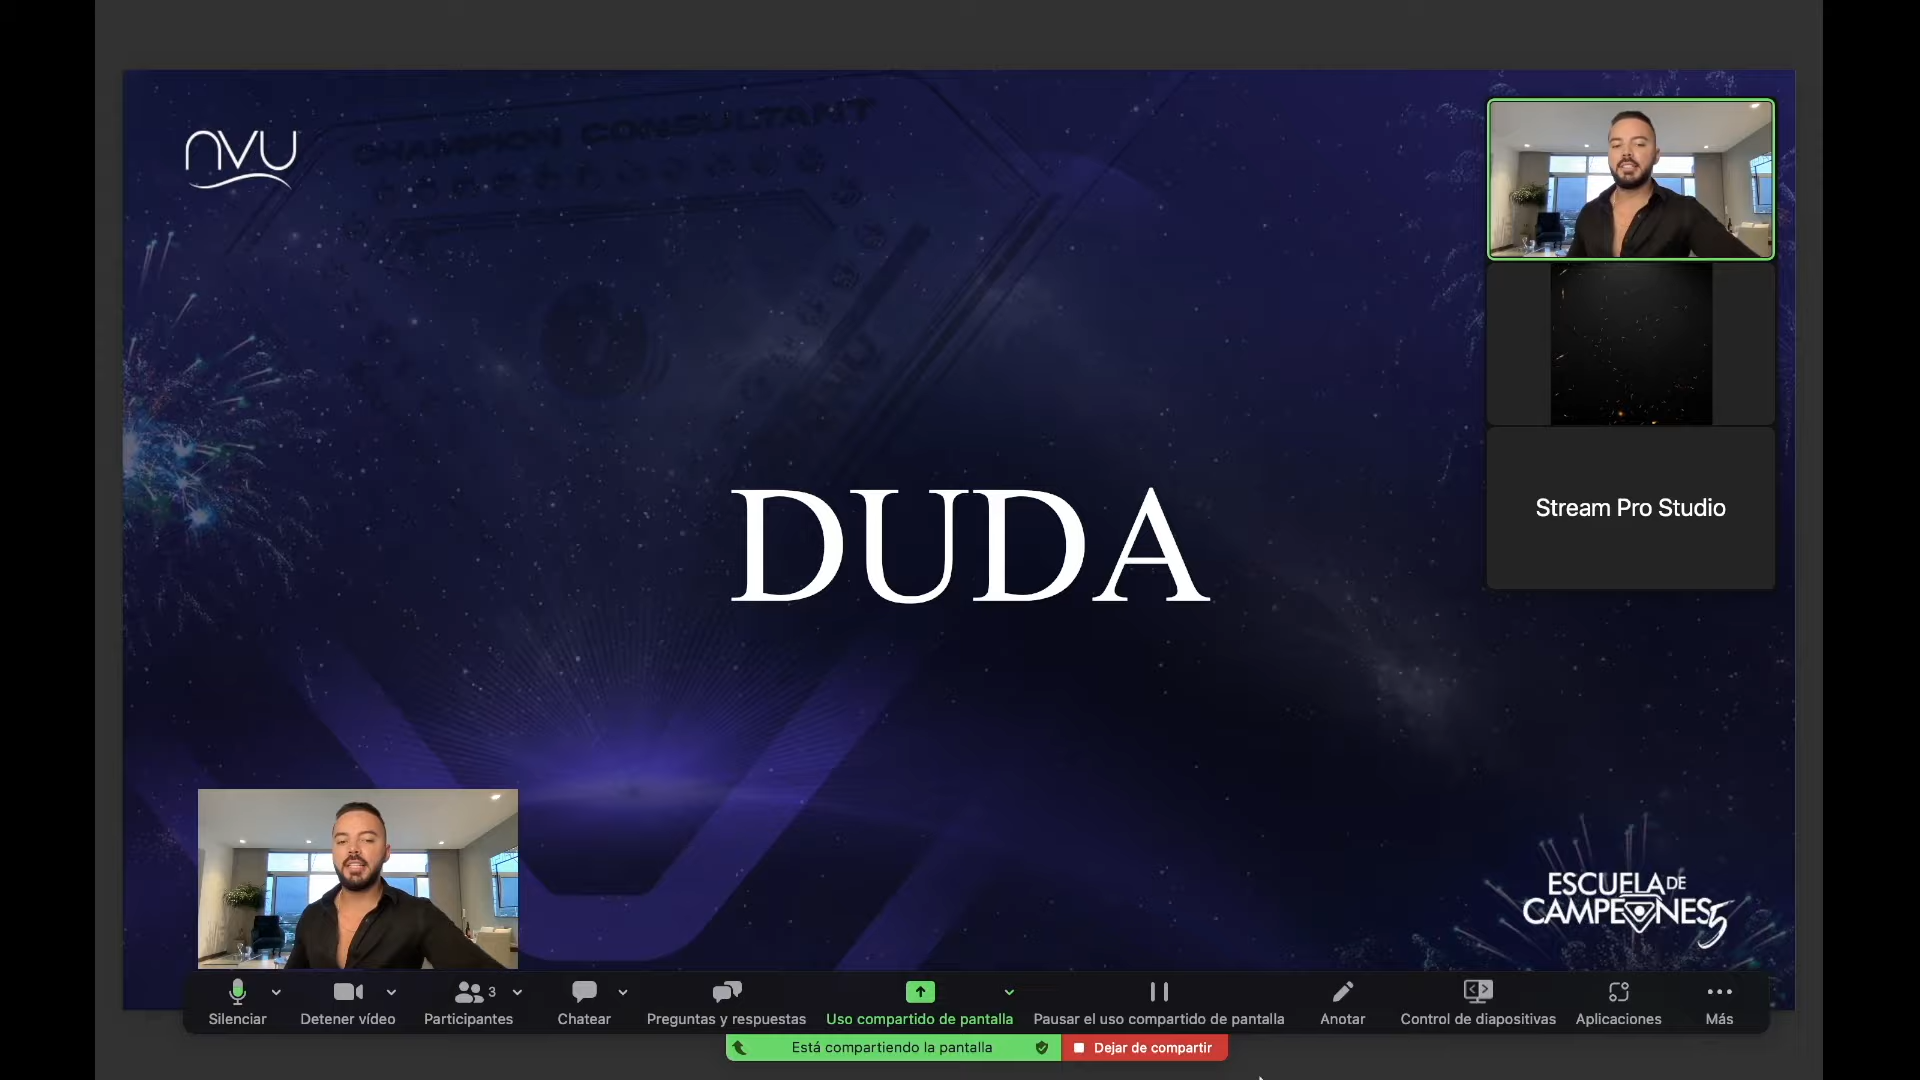 nvu
CHAMPION CONSULTANT
DUDA
Stream Pro Studio
ESCUELA DE
CAMPEONES 5
3
Silenciar
Detener vídeo
Participantes
Chatear
Preguntas y respuestas
Uso compartido de pantalla
Pausar el uso compartido de pantalla
Anotar
Control de diapositivas
Aplicaciones
Más
Está compartiendo la pantalla
Dejar de compartir